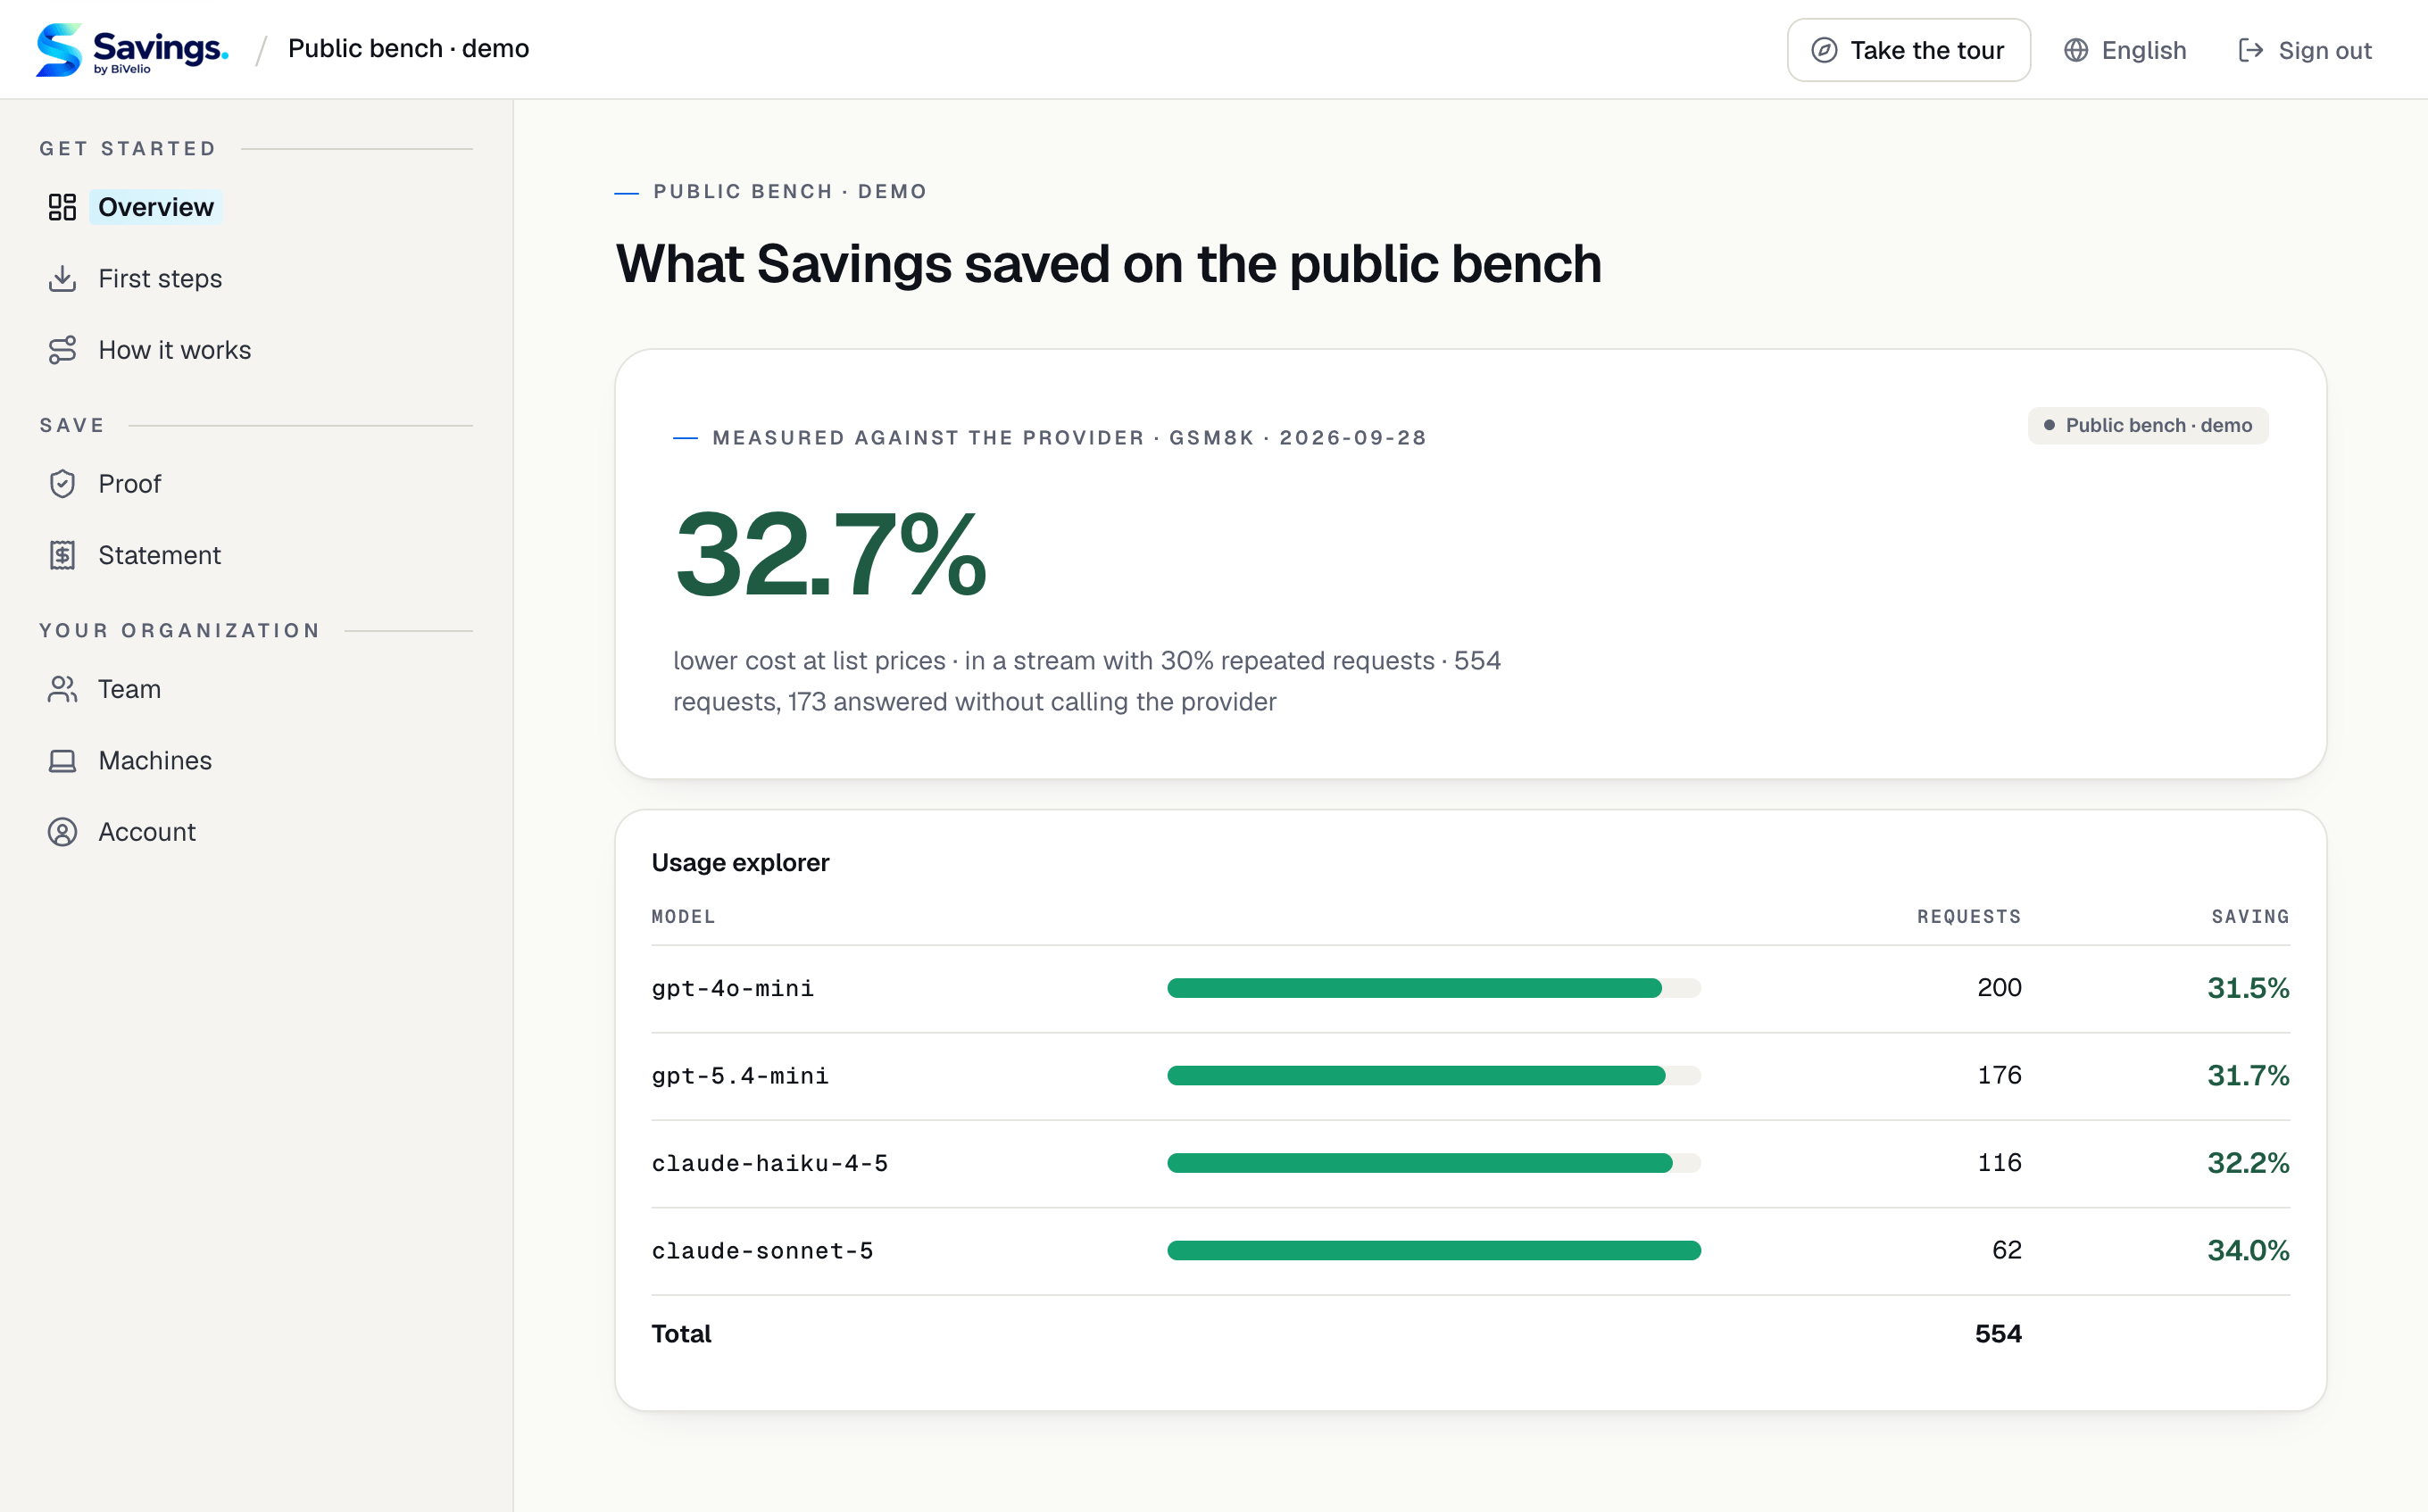 Savings.
by BiVelio
/
Public bench · demo
Take the tour
English
Sign out
GET STARTED
Overview
First steps
How it works
SAVE
Proof
Statement
YOUR ORGANIZATION
Team
Machines
Account
PUBLIC BENCH · DEMO
What Savings saved on the public bench
MEASURED AGAINST THE PROVIDER · GSM8K · 2026-09-28
Public bench · demo
32.7%
lower cost at list prices · in a stream with 30% repeated requests · 554
requests, 173 answered without calling the provider
Usage explorer
MODEL REQUESTS SAVING
gpt-4o-mini 200 31.5%
gpt-5.4-mini 176 31.7%
claude-haiku-4-5 116 32.2%
claude-sonnet-5 62 34.0%
Total 554